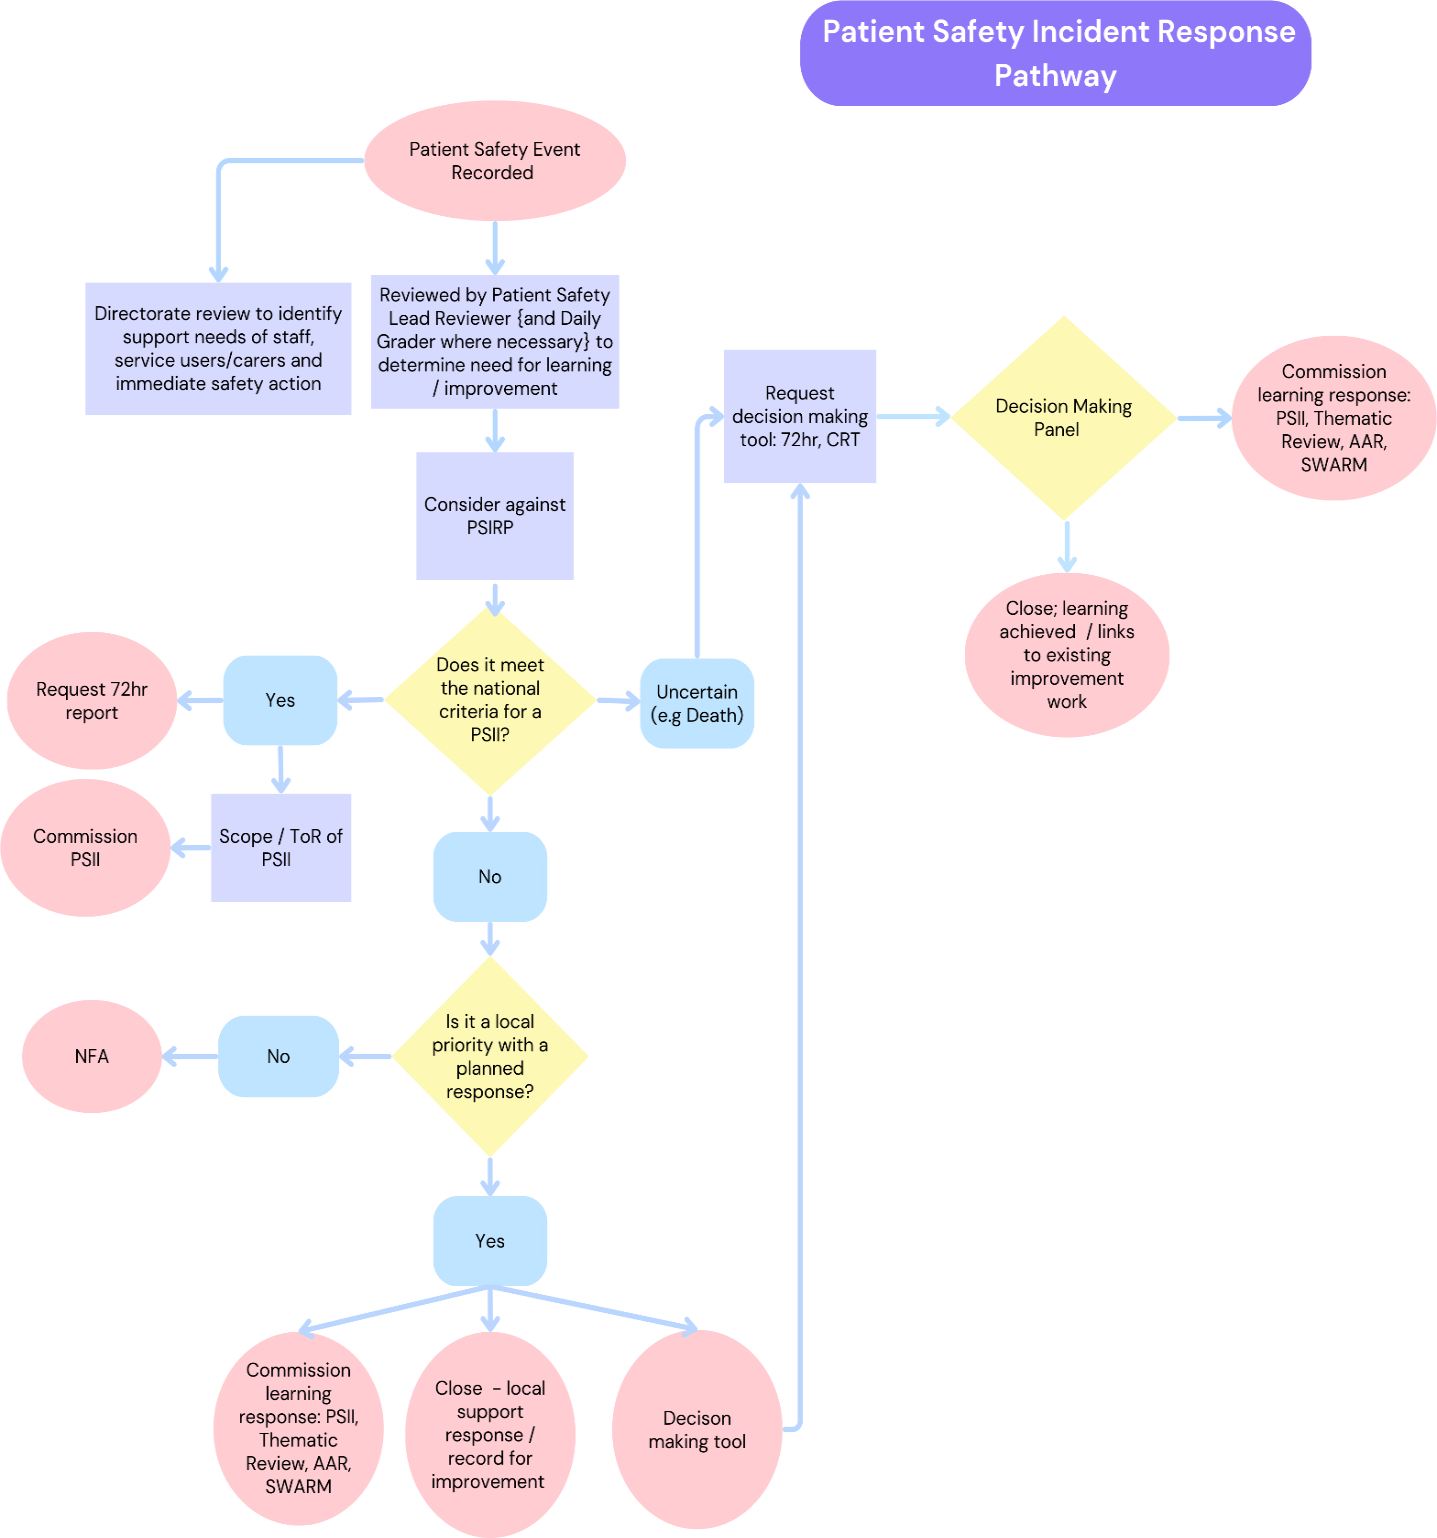 Patient Safety Incident Response
Pathway
Patient Safety Event
Recorded
Directorate review to identify
support needs of staff,
service users/carers and
immediate safety action
Reviewed by Patient Safety
Lead Reviewer {and Daily
Grader where necessary} to
determine need for learning
/ improvement
Consider against
PSIRP
Request
decision making
tool: 72hr, CRT
Decision Making
Panel
Commission
learning response:
PSII, Thematic
Review, AAR,
SWARM
Close; learning
achieved / links
to existing
improvement
work
Does it meet
the national
criteria for a
PSII?
Uncertain
(e.g Death)
Yes
Request 72hr
report
Scope / ToR of
PSII
Commission
PSII
No
Is it a local
priority with a
planned
response?
No
NFA
Yes
Commission
learning
response: PSII,
Thematic
Review, AAR,
SWARM
Close - local
support
response /
record for
improvement
Decison
making tool